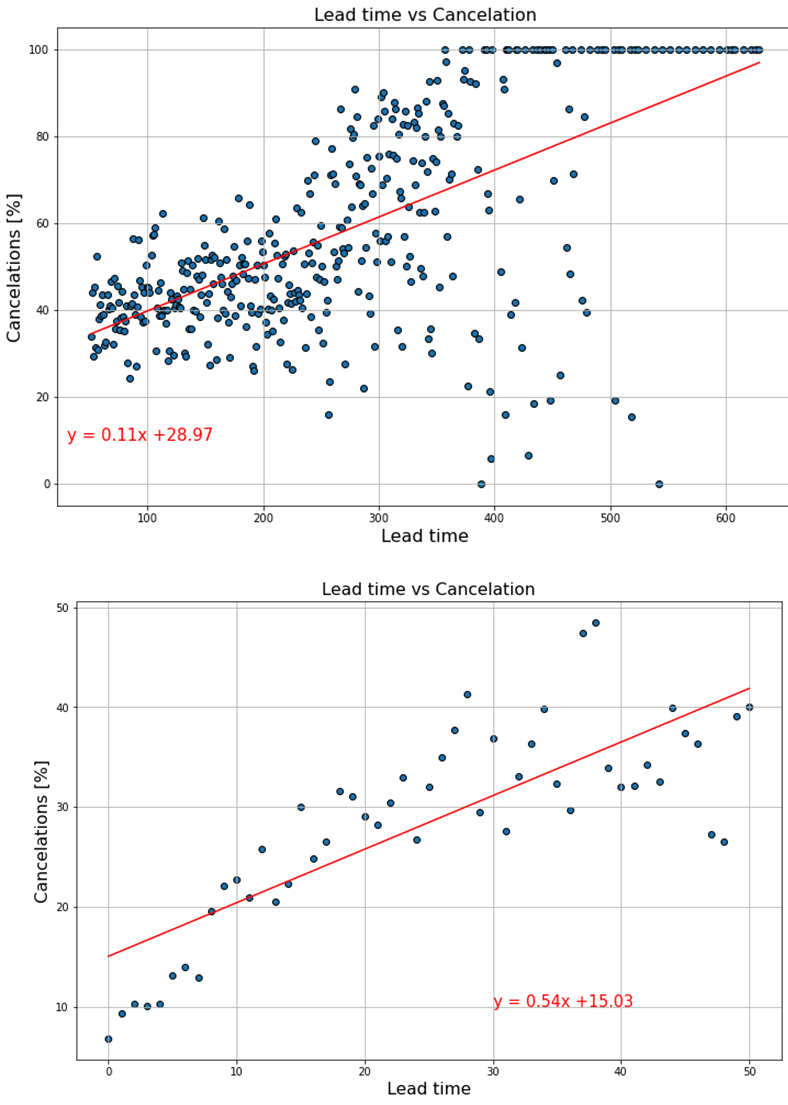 Lead time vs Cancelation
Cancelations [%]
100
80
60
40
20
0
y = 0.11x +28.97
100 200 300 400 500 600
Lead time
Lead time vs Cancelation
Cancelations [%]
50
40
30
20
10
y = 0.54x +15.03
0 10 20 30 40 50
Lead time